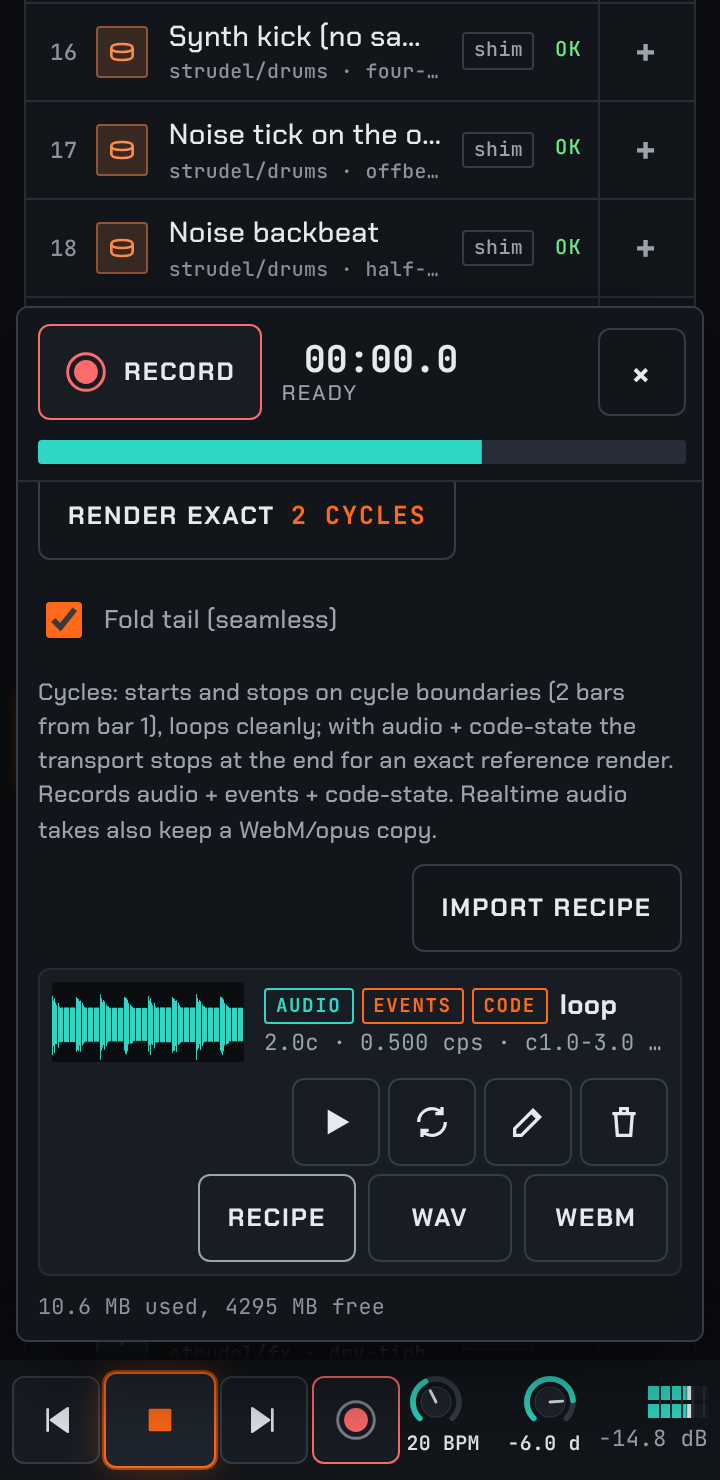 16
Synth kick (no sa…
shim
OK
+
strudel/drums · four-…
17
Noise tick on the o…
shim
OK
+
strudel/drums · offbe…
18
Noise backbeat
shim
OK
+
strudel/drums · half-…
RECORD
00:00.0
READY
×
RENDER EXACT 2 CYCLES
Fold tail (seamless)
Cycles: starts and stops on cycle boundaries (2 bars
from bar 1), loops cleanly; with audio + code-state the
transport stops at the end for an exact reference render.
Records audio + events + code-state. Realtime audio
takes also keep a WebM/opus copy.
IMPORT RECIPE
AUDIO EVENTS CODE loop
2.0c · 0.500 cps · c1.0-3.0 …
RECIPE WAV WEBM
10.6 MB used, 4295 MB free
strudel/fx · dry-tigh…
20 BPM
-6.0 d
-14.8 dB